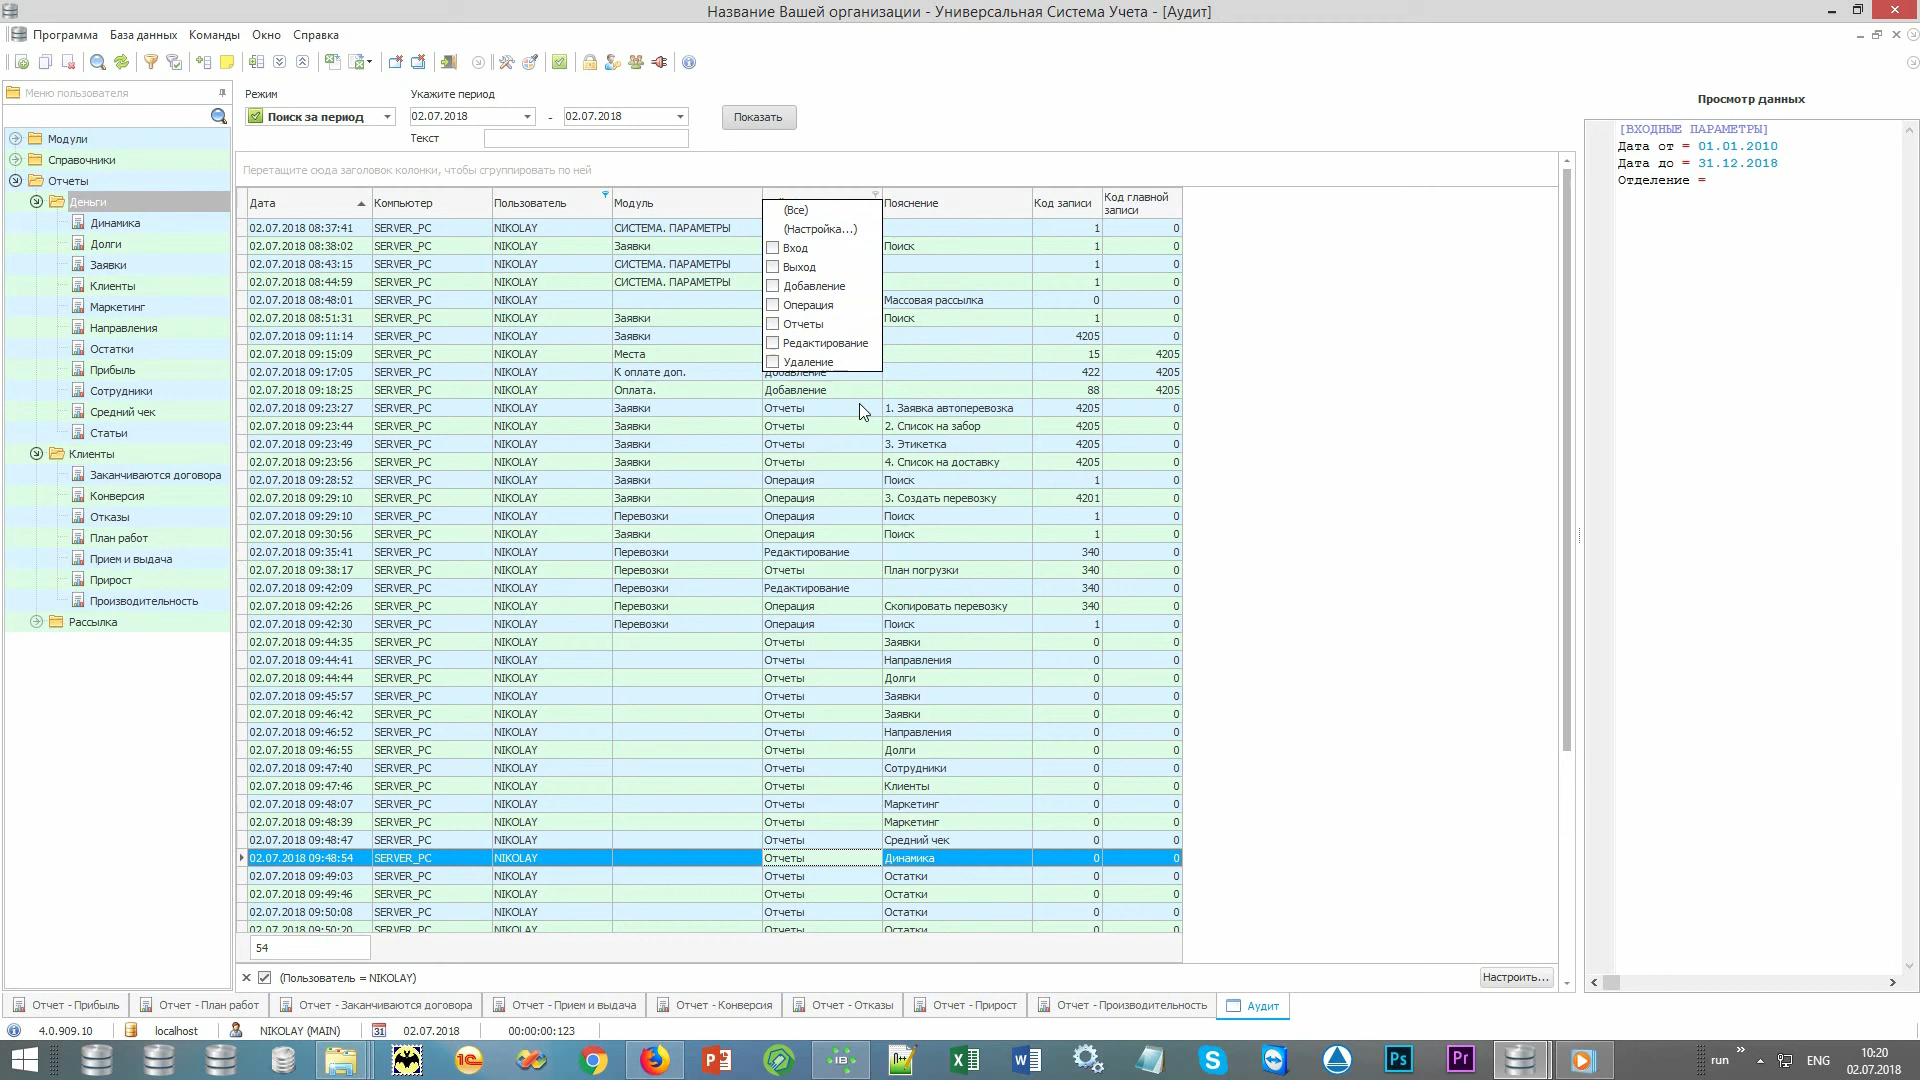 Название Вашей организации - Универсальная Система Учета - [Аудит]
Программа База данных Команды Окно Справка
Меню пользователя
Модули
Справочники
Отчеты
Деньги
Динамика
Долги
Заявки
Клиенты
Маркетинг
Направления
Остатки
Прибыль
Сотрудники
Средний чек
Статьи
Клиенты
Заканчиваются договора
Конверсия
Отказы
План работ
Прием и выдача
Прирост
Производительность
Рассылка
Режим Укажите период
Поиск за период 02.07.2018 - 02.07.2018 Показать
Текст
Перетащите сюда заголовок колонки, чтобы сгруппировать по ней
Дата Компьютер Пользователь Модуль Пояснение Код записи Код главной записи
(Все)
(Настройка...)
Вход
Выход
Добавление
Операция
Отчеты
Редактирование
Удаление
02.07.2018 08:37:41 SERVER_PC NIKOLAY СИСТЕМА. ПАРАМЕТРЫ 1 0
02.07.2018 08:38:02 SERVER_PC NIKOLAY Заявки Поиск 1 0
02.07.2018 08:43:15 SERVER_PC NIKOLAY СИСТЕМА. ПАРАМЕТРЫ 1 0
02.07.2018 08:44:59 SERVER_PC NIKOLAY СИСТЕМА. ПАРАМЕТРЫ 1 0
02.07.2018 08:48:01 SERVER_PC NIKOLAY Массовая рассылка 0 0
02.07.2018 08:51:31 SERVER_PC NIKOLAY Заявки Поиск 1 0
02.07.2018 09:11:14 SERVER_PC NIKOLAY Заявки 4205 0
02.07.2018 09:15:09 SERVER_PC NIKOLAY Места 15 4205
02.07.2018 09:17:05 SERVER_PC NIKOLAY К оплате доп. Добавление 422 4205
02.07.2018 09:18:25 SERVER_PC NIKOLAY Оплата. Добавление 88 4205
02.07.2018 09:23:27 SERVER_PC NIKOLAY Заявки Отчеты 1. Заявка автоперевозка 4205 0
02.07.2018 09:23:44 SERVER_PC NIKOLAY Заявки Отчеты 2. Список на забор 4205 0
02.07.2018 09:23:49 SERVER_PC NIKOLAY Заявки Отчеты 3. Этикетка 4205 0
02.07.2018 09:23:56 SERVER_PC NIKOLAY Заявки Отчеты 4. Список на доставку 4205 0
02.07.2018 09:28:52 SERVER_PC NIKOLAY Заявки Операция Поиск 1 0
02.07.2018 09:29:10 SERVER_PC NIKOLAY Заявки Операция 3. Создать перевозку 4201 0
02.07.2018 09:29:10 SERVER_PC NIKOLAY Перевозки Операция Поиск 1 0
02.07.2018 09:30:56 SERVER_PC NIKOLAY Заявки Операция Поиск 1 0
02.07.2018 09:35:41 SERVER_PC NIKOLAY Перевозки Редактирование 340 0
02.07.2018 09:38:17 SERVER_PC NIKOLAY Перевозки Отчеты План погрузки 340 0
02.07.2018 09:42:09 SERVER_PC NIKOLAY Перевозки Редактирование 340 0
02.07.2018 09:42:26 SERVER_PC NIKOLAY Перевозки Операция Скопировать перевозку 340 0
02.07.2018 09:42:30 SERVER_PC NIKOLAY Перевозки Операция Поиск 1 0
02.07.2018 09:44:35 SERVER_PC NIKOLAY Отчеты Заявки 0 0
02.07.2018 09:44:41 SERVER_PC NIKOLAY Отчеты Направления 0 0
02.07.2018 09:44:44 SERVER_PC NIKOLAY Отчеты Долги 0 0
02.07.2018 09:45:57 SERVER_PC NIKOLAY Отчеты Заявки 0 0
02.07.2018 09:46:42 SERVER_PC NIKOLAY Отчеты Заявки 0 0
02.07.2018 09:46:52 SERVER_PC NIKOLAY Отчеты Направления 0 0
02.07.2018 09:46:55 SERVER_PC NIKOLAY Отчеты Долги 0 0
02.07.2018 09:47:40 SERVER_PC NIKOLAY Отчеты Сотрудники 0 0
02.07.2018 09:47:46 SERVER_PC NIKOLAY Отчеты Клиенты 0 0
02.07.2018 09:48:07 SERVER_PC NIKOLAY Отчеты Маркетинг 0 0
02.07.2018 09:48:39 SERVER_PC NIKOLAY Отчеты Маркетинг 0 0
02.07.2018 09:48:47 SERVER_PC NIKOLAY Отчеты Средний чек 0 0
02.07.2018 09:48:54 SERVER_PC NIKOLAY Отчеты Динамика 0 0
02.07.2018 09:49:03 SERVER_PC NIKOLAY Отчеты Остатки 0 0
02.07.2018 09:49:46 SERVER_PC NIKOLAY Отчеты Остатки 0 0
02.07.2018 09:50:08 SERVER_PC NIKOLAY Отчеты Остатки 0 0
02.07.2018 09:50:20 SERVER_PC NIKOLAY Отчеты Остатки 0 0
54
(Пользователь = NIKOLAY) Настроить...
Просмотр данных
[ВХОДНЫЕ ПАРАМЕТРЫ]
Дата от = 01.01.2010
Дата до = 31.12.2018
Отделение =
Отчет - Прибыль Отчет - План работ Отчет - Заканчиваются договора Отчет - Прием и выдача Отчет - Конверсия Отчет - Отказы Отчет - Прирост Отчет - Производительность Аудит
4.0.909.10 localhost NIKOLAY (MAIN) 31 02.07.2018 00:00:00:123
1С IB Ps Pr run » ENG 10:20
02.07.2018